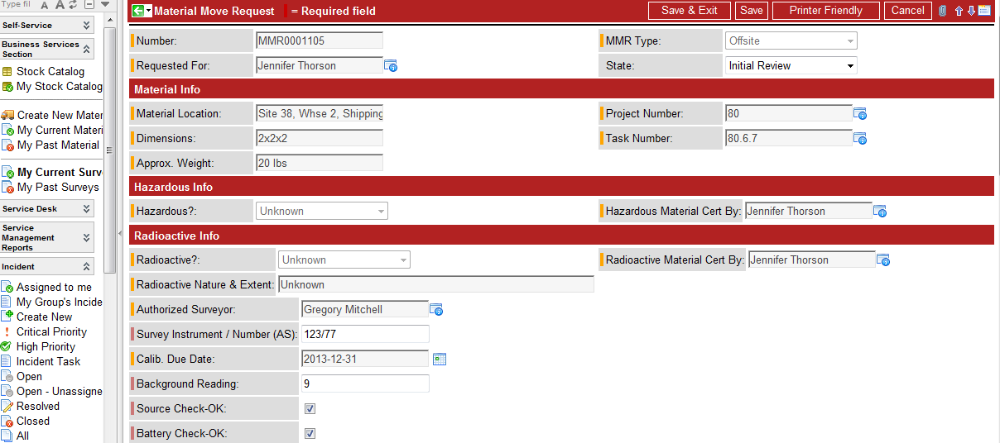 Type fil A A
Self-Service
Business Services
Section
Stock Catalog
My Stock Catalog
Create New Mater
My Current Materi
My Past Material
My Current Surv
My Past Surveys
Service Desk
Service
Management
Reports
Incident
Assigned to me
My Group's Incide
Create New
Critical Priority
High Priority
Incident Task
Open
Open - Unassigne
Resolved
Closed
All
Material Move Request = Required field Save & Exit Save Printer Friendly Cancel
Number: MMR0001105 MMR Type: Offsite
Requested For: Jennifer Thorson State: Initial Review
Material Info
Material Location: Site 38, Whse 2, Shipping Project Number: 80
Dimensions: 2x2x2 Task Number: 80.6.7
Approx. Weight: 20 lbs
Hazardous Info
Hazardous?: Unknown Hazardous Material Cert By: Jennifer Thorson
Radioactive Info
Radioactive?: Unknown Radioactive Material Cert By: Jennifer Thorson
Radioactive Nature & Extent: Unknown
Authorized Surveyor: Gregory Mitchell
Survey Instrument / Number (AS): 123/77
Calib. Due Date: 2013-12-31
Background Reading: 9
Source Check-OK:
Battery Check-OK: